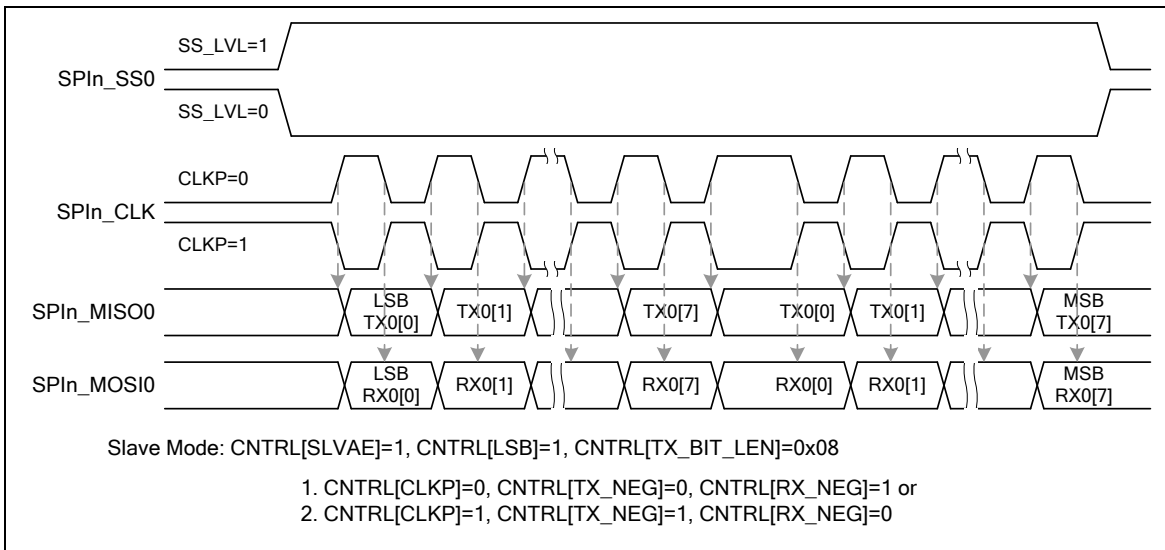 SS_LVL=1
SPIn_SS0
SS_LVL=0
CLKP=0
SPIn_CLK
CLKP=1
SPIn_MISO0
LSB
TX0[0]
TX0[1]
TX0[7]
TX0[0]
TX0[1]
MSB
TX0[7]
SPIn_MOSI0
LSB
RX0[0]
RX0[1]
RX0[7]
RX0[0]
RX0[1]
MSB
RX0[7]
Slave Mode: CNTRL[SLVAE]=1, CNTRL[LSB]=1, CNTRL[TX_BIT_LEN]=0x08
1. CNTRL[CLKP]=0, CNTRL[TX_NEG]=0, CNTRL[RX_NEG]=1 or
2. CNTRL[CLKP]=1, CNTRL[TX_NEG]=1, CNTRL[RX_NEG]=0